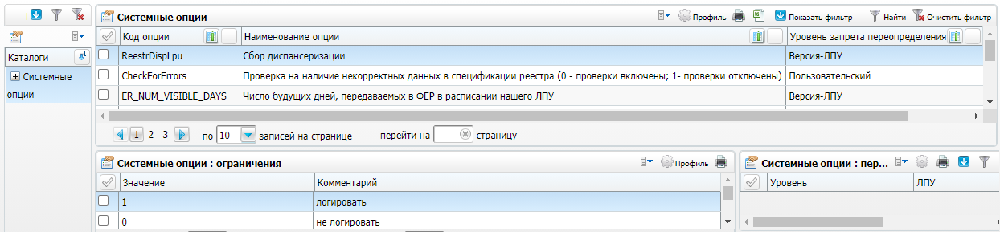 Каталоги
Системные
опции
Системные опции
Профиль
Показать фильтр
Найти
Очистить фильтр
Код опции
Наименование опции
Уровень запрета переопределения
ReestrDispLpu
Сбор диспансеризации
Версия-ЛПУ
CheckForErrors
Проверка на наличие некорректных данных в спецификации реестра (0 - проверки включены; 1- проверки отключены)
Пользовательский
ER_NUM_VISIBLE_DAYS
Число будущих дней, передаваемых в ФЕР в расписании нашего ЛПУ
Версия-ЛПУ
1 2 3 по 10 записей на странице перейти на страницу
Системные опции : ограничения
Профиль
Значение
Комментарий
1
логировать
0
не логировать
Системные опции : пер...
Уровень
ЛПУ